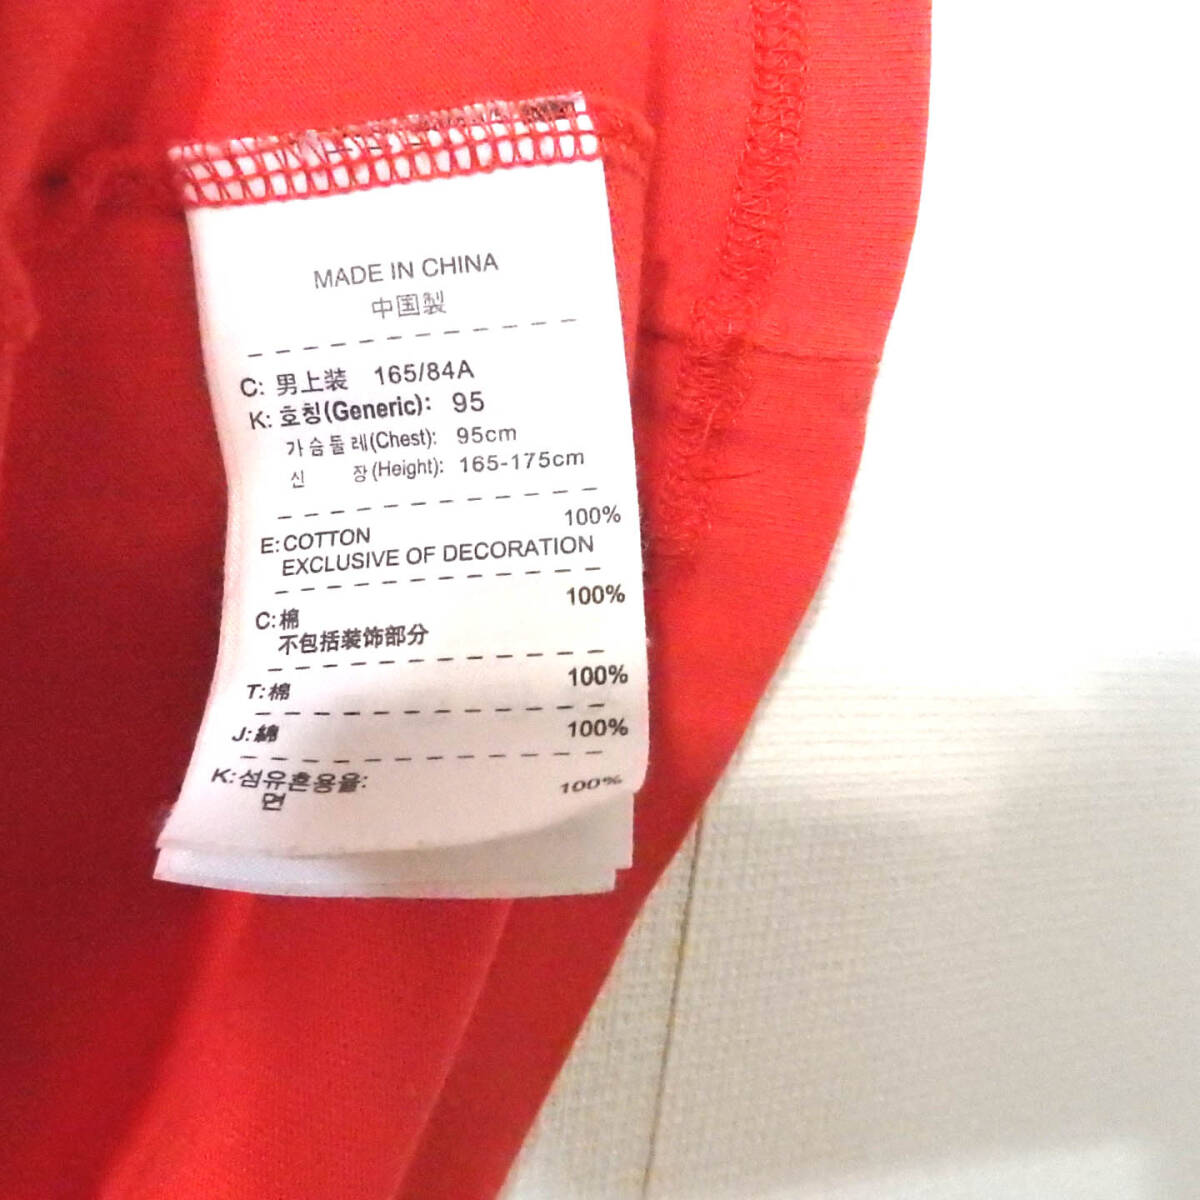 MADE IN CHINA
中国製
C: 男上装 165/84A
K: 호칭(Generic): 95
가슴둘레(Chest): 95cm
신 장(Height): 165-175cm
E: COTTON 100%
EXCLUSIVE OF DECORATION
C: 棉 100%
不包括装饰部分
T: 棉 100%
J: 綿 100%
K: 섬유혼용율:
면 100%